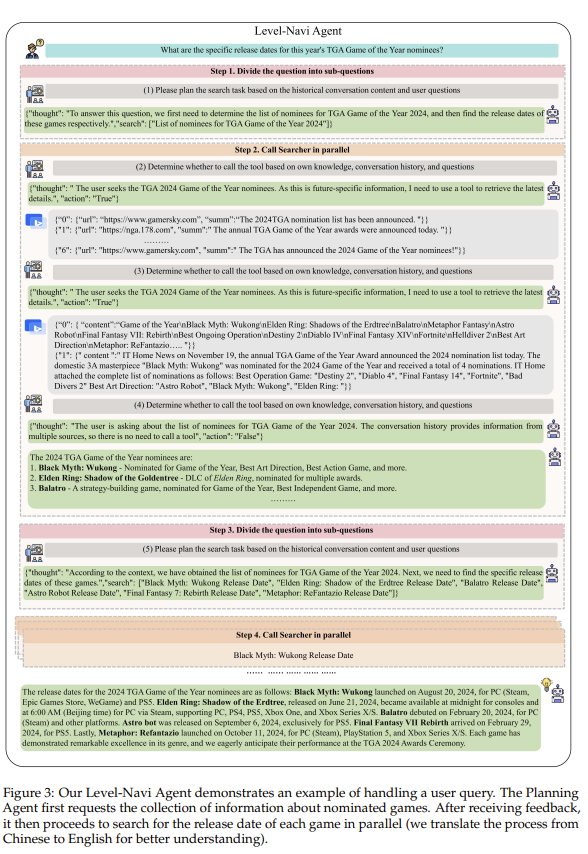 Level-Navi Agent
What are the specific release dates for this year's TGA Game of the Year nominees?
Step 1. Divide the question into sub-questions
(1) Please plan the search task based on the historical conversation content and user questions
{"thought": "To answer this question, we first need to determine the list of nominees for TGA Game of the Year 2024, and then find the release dates of
these games respectively.","search": ["List of nominees for TGA Game of the Year 2024"]}
Step 2. Call Searcher in parallel
(2) Determine whether to call the tool based on own knowledge, conversation history, and questions
{"thought": " The user seeks the TGA 2024 Game of the Year nominees. As this is future-specific information, I need to use a tool to retrieve the latest
details.", "action": "True"}
{"0": {"url": "https://www.gamersky.com", "summ":"The 2024TGA nomination list has been announced. "}}
{"1": {"url": "https://nga.178.com", "summ":" The annual TGA Game of the Year awards were announced today. "}}
.........
{"6": {"url": "https://www.gamersky.com", "summ":" The TGA has announced the 2024 Game of the Year nominees!"}}
(3) Determine whether to call the tool based on own knowledge, conversation history, and questions
{"thought": " The user seeks the TGA 2024 Game of the Year nominees. As this is future-specific information, I need to use a tool to retrieve the latest
details.", "action": "True"}
{"0": { "content":"Game of the Year\nBlack Myth: Wukong\nElden Ring: Shadows of the Erdtree\nBalatro\nMetaphor Fantasy\nAstro
Robot\nFinal Fantasy VII: Rebirth\nBest Ongoing Operation\nDestiny 2\nDiablo IV\nFinal Fantasy XIV\nFortnite\nHelldiver 2\nBest Art
Direction\nMetaphor: ReFantazio..... "}}
{"1": {" content ":" IT Home News on November 19, the annual TGA Game of the Year Award announced the 2024 nomination list today. The
domestic 3A masterpiece "Black Myth: Wukong" was nominated for the 2024 Game of the Year and received a total of 4 nominations. IT Home
attached the complete list of nominations as follows: Best Operation Game: "Destiny 2", "Diablo 4", "Final Fantasy 14", "Fortnite", "Bad
Divers 2" Best Art Direction: "Astro Robot", "Black Myth: Wukong", "Elden Ring: "}}
(4) Determine whether to call the tool based on own knowledge, conversation history, and questions
{"thought": "The user is asking about the list of nominees for TGA Game of the Year 2024. The conversation history provides information from
multiple sources, so there is no need to call a tool", "action": "False"}
The 2024 TGA Game of the Year nominees are:
1. Black Myth: Wukong - Nominated for Game of the Year, Best Art Direction, Best Action Game, and more.
2. Elden Ring: Shadow of the Goldentree - DLC of Elden Ring, nominated for multiple awards.
3. Balatro - A strategy-building game, nominated for Game of the Year, Best Independent Game, and more.
.........
Step 3. Divide the question into sub-questions
(5) Please plan the search task based on the historical conversation content and user questions
{"thought": "According to the context, we have obtained the list of nominees for TGA Game of the Year 2024. Next, we need to find the specific release
dates of these games.","search": ["Black Myth: Wukong Release Date", "Elden Ring: Shadow of the Erdtree Release Date", "Balatro Release Date",
"Astro Robot Release Date", "Final Fantasy 7: Rebirth Release Date", "Metaphor: ReFantazio Release Date"]}
Step 4. Call Searcher in parallel
Black Myth: Wukong Release Date
...... ...... ...... ...... ......
The release dates for the 2024 TGA Game of the Year nominees are as follows: Black Myth: Wukong launched on August 20, 2024, for PC (Steam,
Epic Games Store, WeGame) and PS5. Elden Ring: Shadow of the Erdtree, released on June 21, 2024, became available at midnight for consoles and
at 6:00 AM (Beijing time) for PC via Steam, supporting PC, PS4, PS5, Xbox One, and Xbox Series X/S. Balatro debuted on February 20, 2024, for PC
(Steam) and other platforms. Astro bot was released on September 6, 2024, exclusively for PS5. Final Fantasy VII Rebirth arrived on February 29,
2024, for PS5. Lastly, Metaphor: Refantazio launched on October 11, 2024, for PC (Steam), PlayStation 5, and Xbox Series X/S. Each game has
demonstrated remarkable excellence in its genre, and we eagerly anticipate their performance at the TGA 2024 Awards Ceremony.
Figure 3: Our Level-Navi Agent demonstrates an example of handling a user query. The Planning
Agent first requests the collection of information about nominated games. After receiving feedback,
it then proceeds to search for the release date of each game in parallel (we translate the process from
Chinese to English for better understanding).